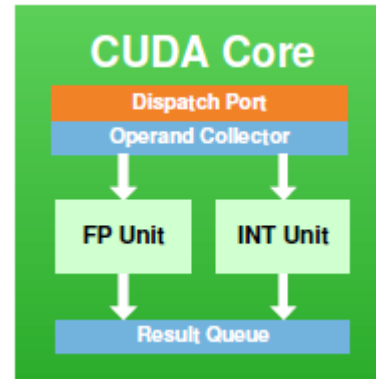 CUDA Core
Dispatch Port
Operand Collector
FP Unit INT Unit
Result Queue